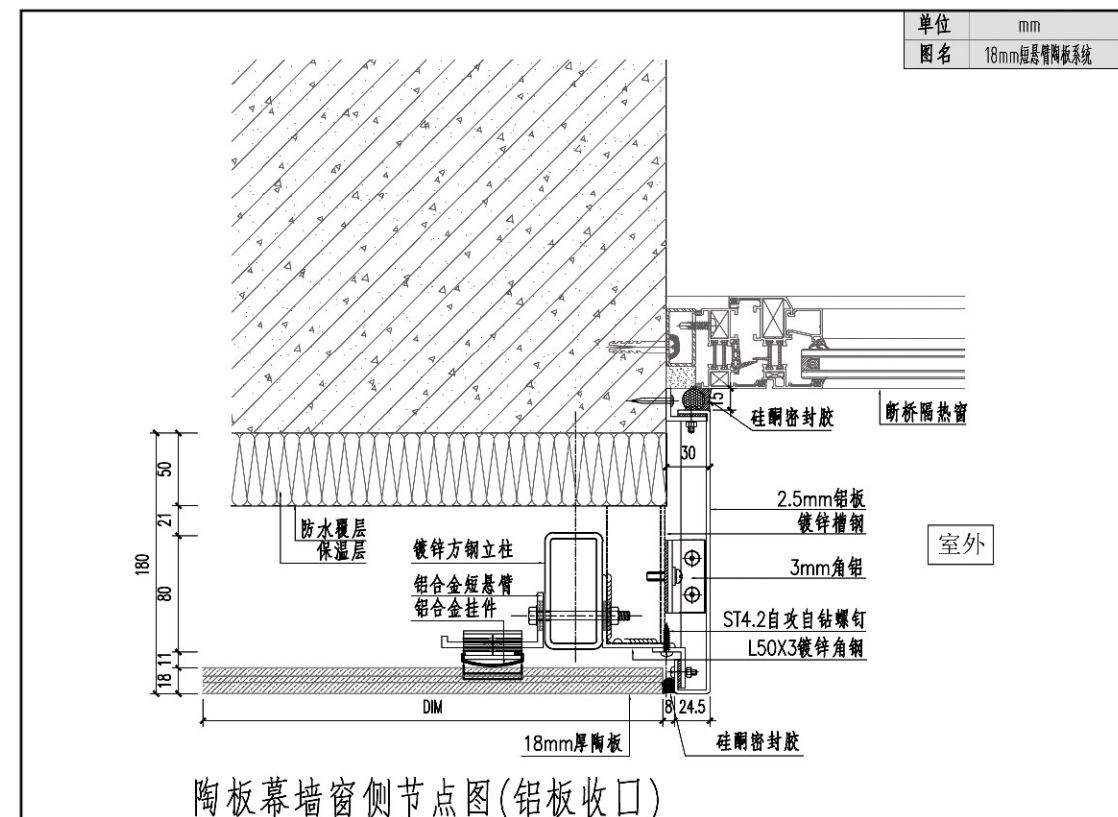 单位 mm
图名 18mm短悬臂陶板系统
15
硅酮密封胶
断桥隔热窗
30
50
21
80
11
18
180
防水覆层
保温层
镀锌方钢立柱
铝合金短悬臂
铝合金挂件
2.5mm铝板
镀锌槽钢
3mm角铝
室外
ST4.2自攻自钻螺钉
L50X3镀锌角钢
DIM
8
24.5
18mm厚陶板
硅酮密封胶
陶板幕墙窗侧节点图(铝板收口)